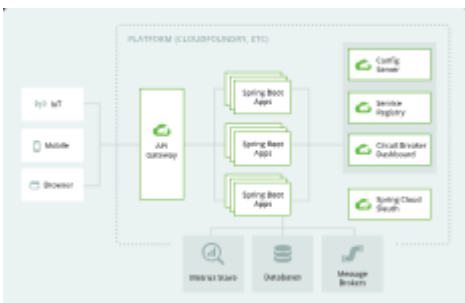 PLATFORM (CLOUDFOUNDRY, ETC)
IoT
Mobile
Browser
API
Gateway
Spring Boot
Apps
Spring Boot
Apps
Spring Boot
Apps
Config
Server
Service
Registry
Circuit Breaker
Dashboard
Spring Cloud
Sleuth
Metrics Store
Databases
Message
Brokers